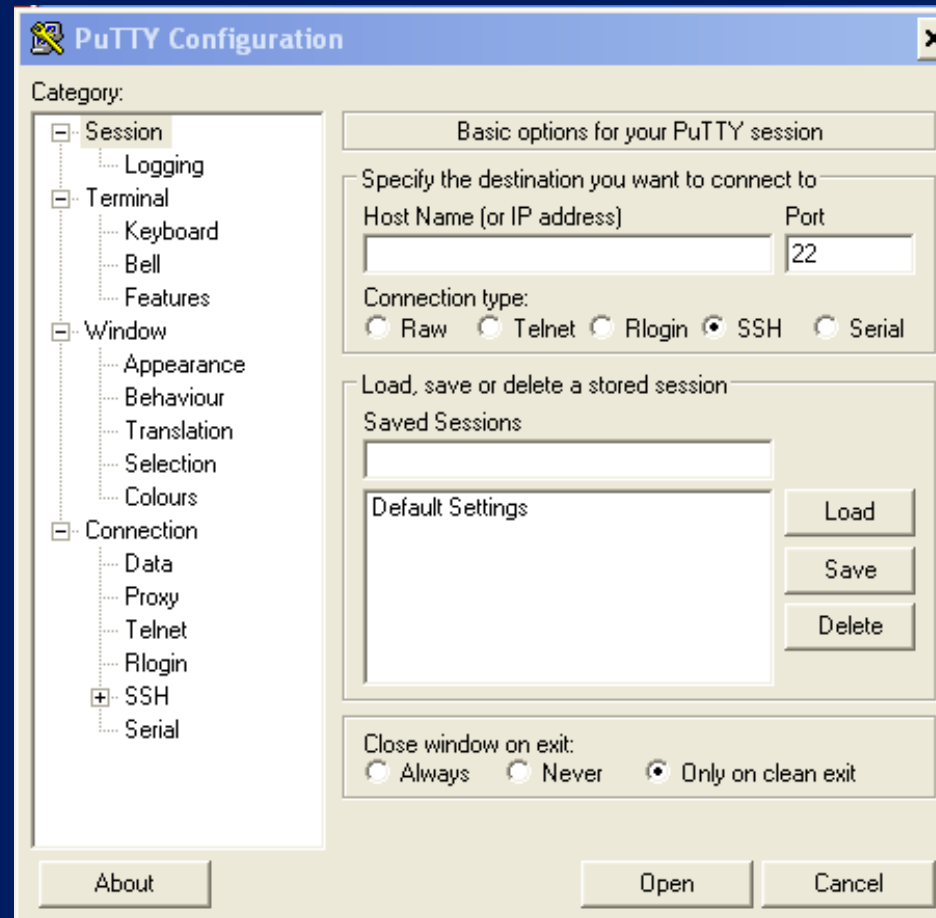 PuTTY Configuration
Category:
Session
Logging
Terminal
Keyboard
Bell
Features
Window
Appearance
Behaviour
Translation
Selection
Colours
Connection
Data
Proxy
Telnet
Rlogin
SSH
Serial
Basic options for your PuTTY session
Specify the destination you want to connect to
Host Name (or IP address) Port
22
Connection type:
Raw Telnet Rlogin SSH Serial
Load, save or delete a stored session
Saved Sessions
Default Settings
Load
Save
Delete
Close window on exit:
Always Never Only on clean exit
About Open Cancel